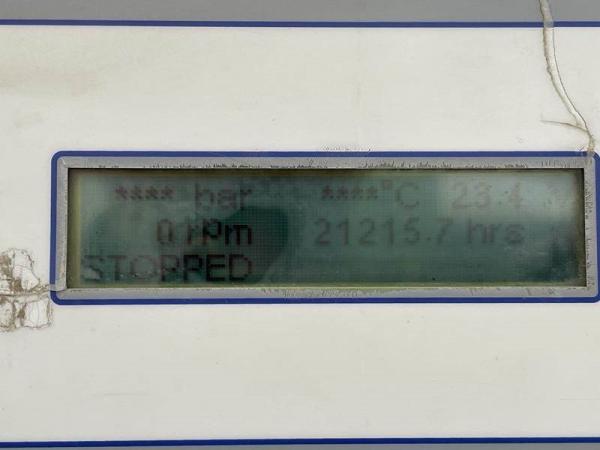 **** bar ****°C 23.4
0 rpm 21215.7 hrs
STOPPED